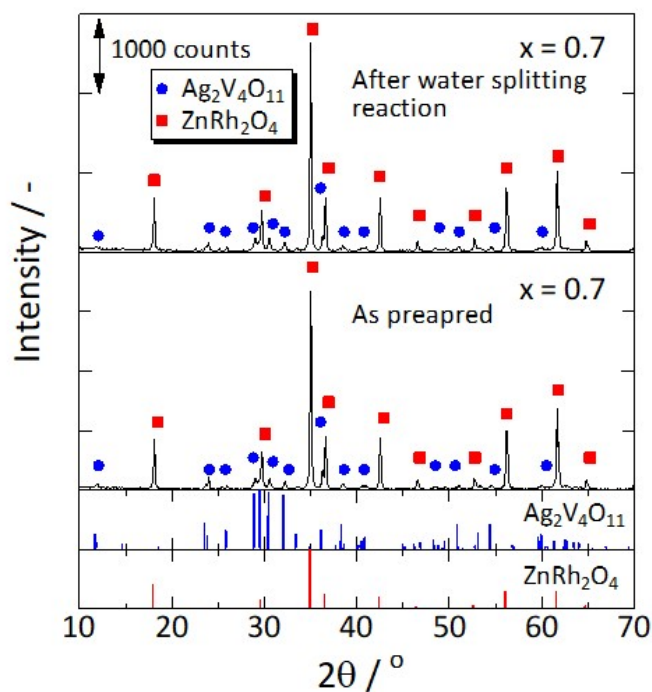 1000 counts
x = 0.7
After water splitting
reaction
Ag₂V₄O₁₁
ZnRh₂O₄
x = 0.7
As preapred
Intensity / -
Ag₂V₄O₁₁
ZnRh₂O₄
10 20 30 40 50 60 70
2θ / °